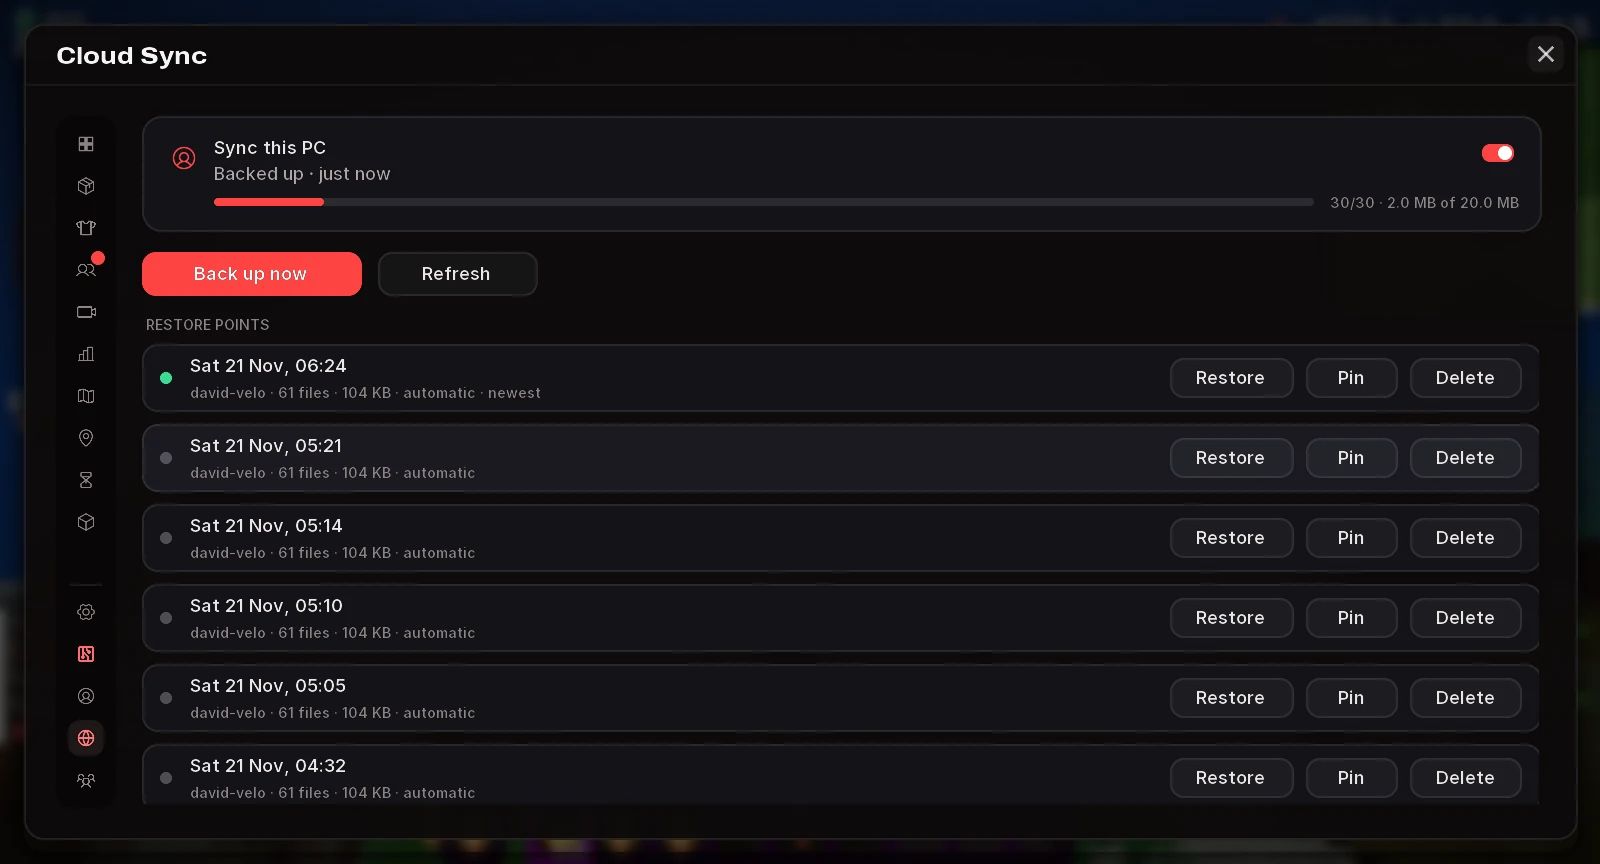 Cloud Sync
Sync this PC
Backed up · just now
30/30 · 2.0 MB of 20.0 MB
Back up now
Refresh
RESTORE POINTS
Sat 21 Nov, 06:24
david-velo · 61 files · 104 KB · automatic · newest
Restore
Pin
Delete
Sat 21 Nov, 05:21
david-velo · 61 files · 104 KB · automatic
Restore
Pin
Delete
Sat 21 Nov, 05:14
david-velo · 61 files · 104 KB · automatic
Restore
Pin
Delete
Sat 21 Nov, 05:10
david-velo · 61 files · 104 KB · automatic
Restore
Pin
Delete
Sat 21 Nov, 05:05
david-velo · 61 files · 104 KB · automatic
Restore
Pin
Delete
Sat 21 Nov, 04:32
david-velo · 61 files · 104 KB · automatic
Restore
Pin
Delete